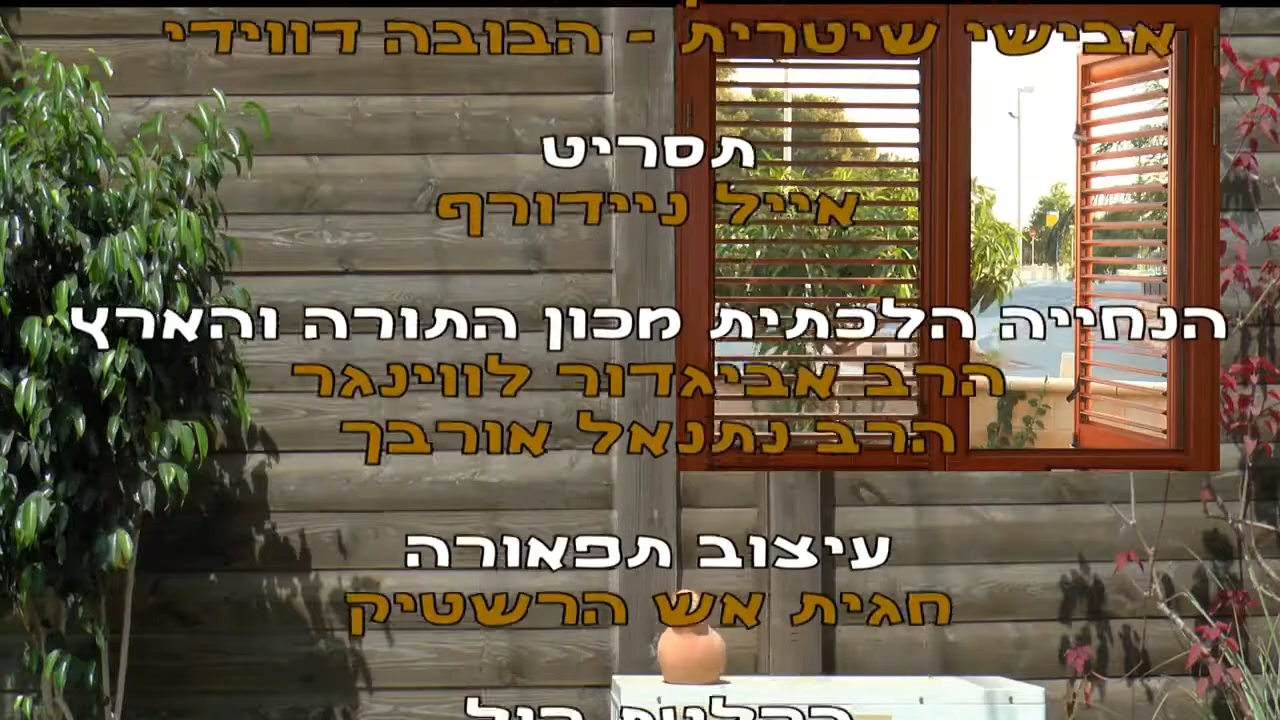 אבישי שיטרית - הבובה דווידי
תסריט
אייל ניידורף
הנחייה הלכתית מכון התורה והארץ
הרב אביגדור לווינגר
הרב נתנאל אורבך
עיצוב תפאורה
חגית אש הרשטיק